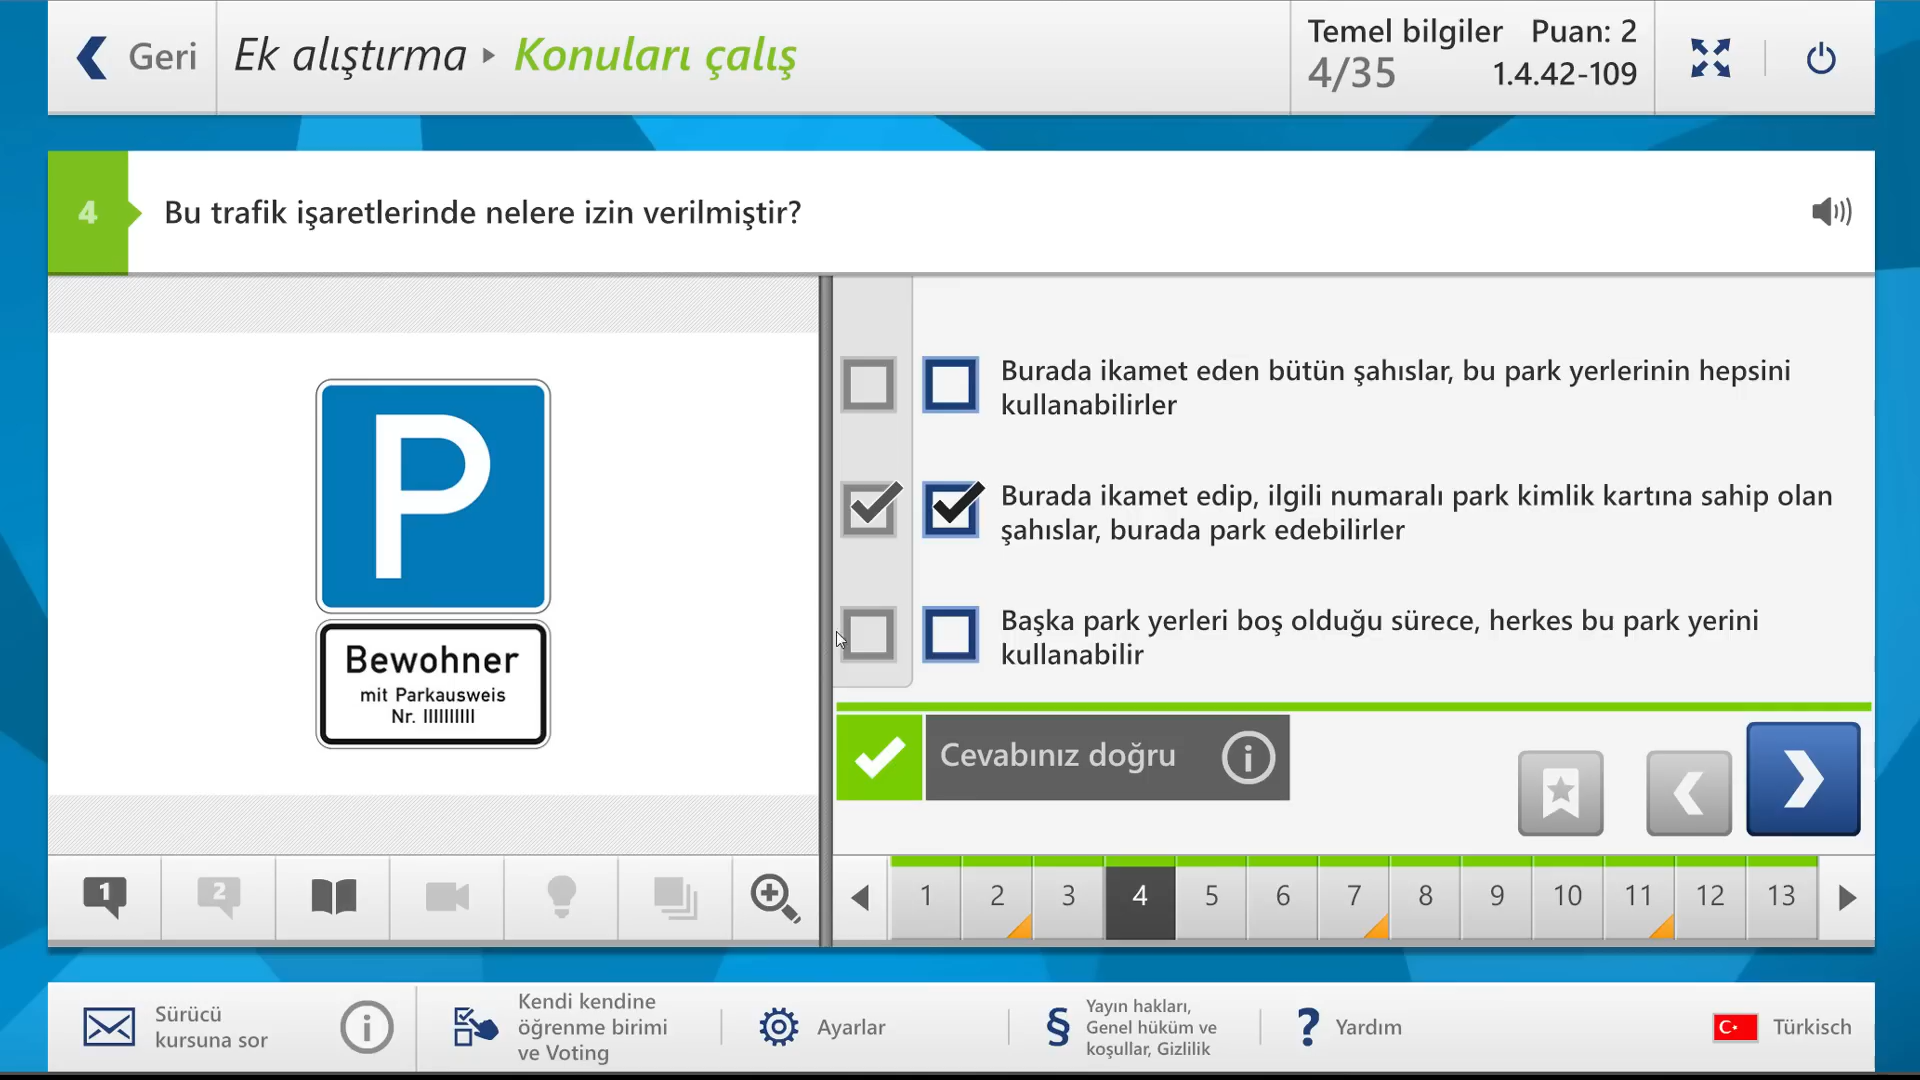 Geri
Ek alıştırma ▸ Konuları çalış
Temel bilgiler Puan: 2
4/35 1.4.42-109
4 Bu trafik işaretlerinde nelere izin verilmiştir?
P
Bewohner
mit Parkausweis
Nr. IIIIIIIIII
Burada ikamet eden bütün şahıslar, bu park yerlerinin hepsini
kullanabilirler
Burada ikamet edip, ilgili numaralı park kimlik kartına sahip olan
şahıslar, burada park edebilirler
Başka park yerleri boş olduğu sürece, herkes bu park yerini
kullanabilir
Cevabınız doğru
1 2
1 2 3 4 5 6 7 8 9 10 11 12 13
Sürücü
kursuna sor
Kendi kendine
öğrenme birimi
ve Voting
Ayarlar
§ Yayın hakları,
Genel hüküm ve
koşullar, Gizlilik
? Yardım
Türkisch